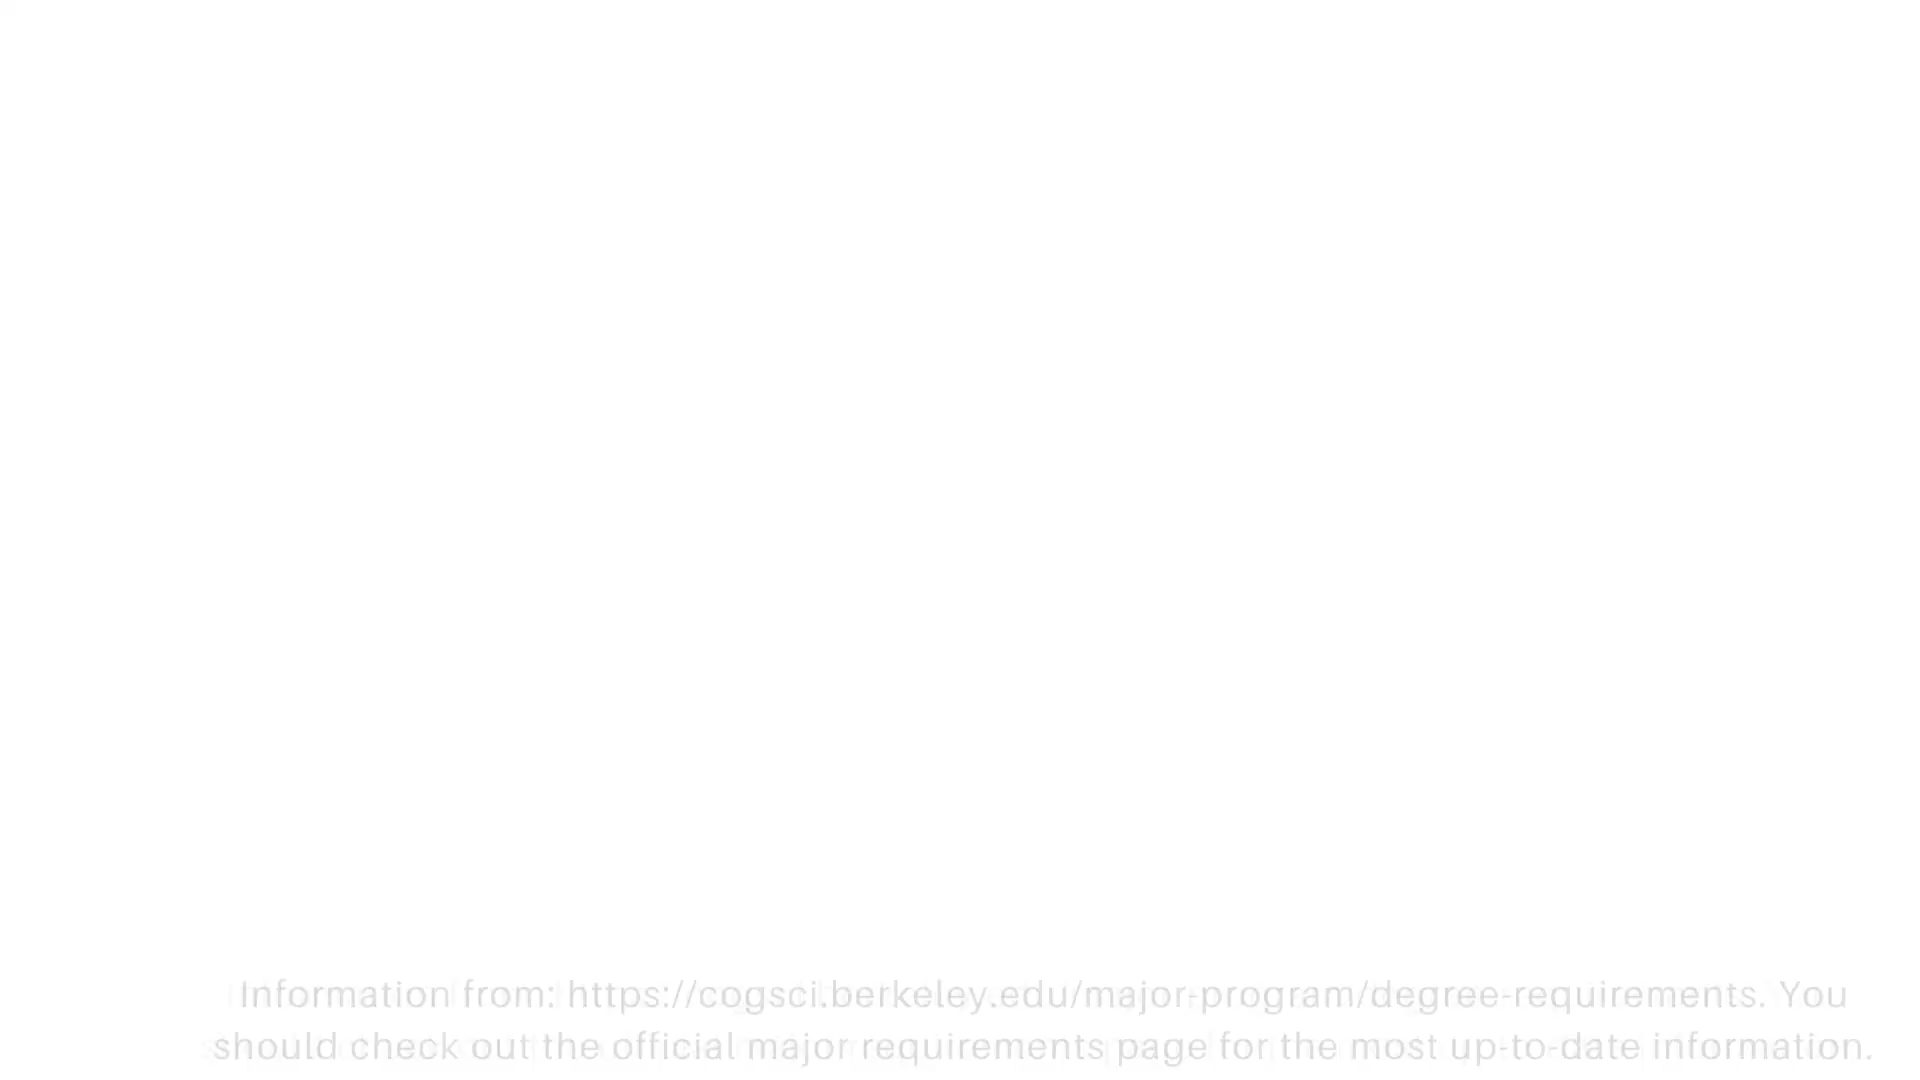 Information from: https://cogsci.berkeley.edu/major-program/degree-requirements. You
should check out the official major requirements page for the most up-to-date information.